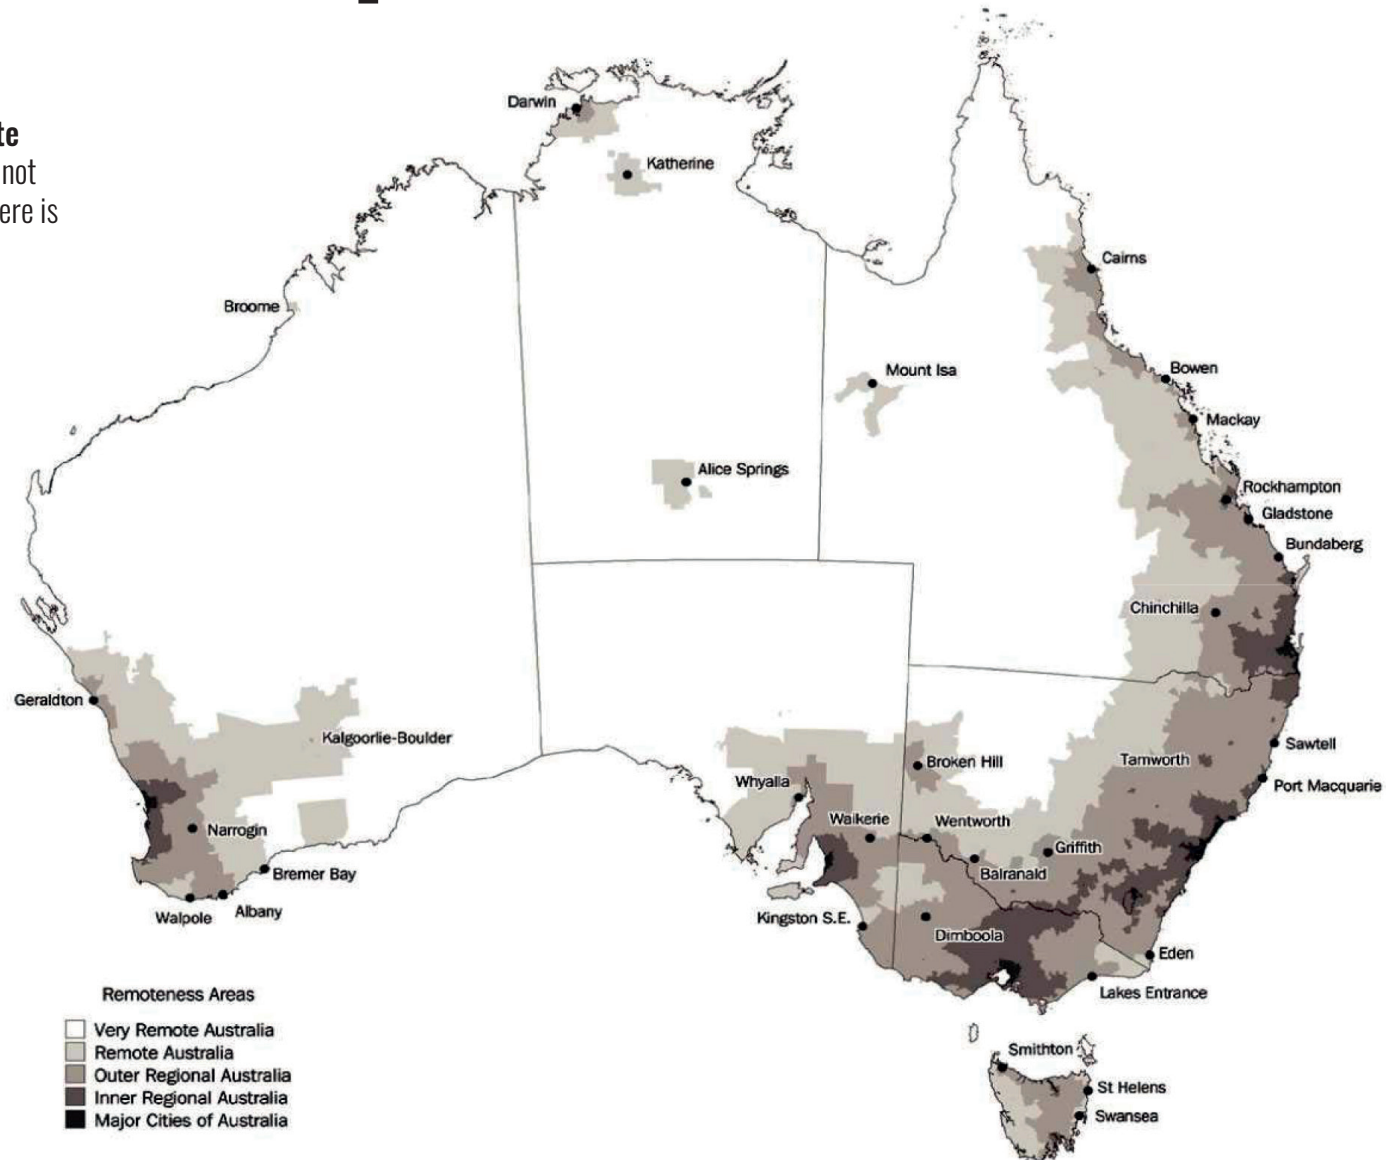 te
not
ere is
Darwin
Katherine
Cairns
Broome
Mount Isa
Bowen
Mackay
Alice Springs
Rockhampton
Gladstone
Bundaberg
Chinchilla
Geraldton
Kalgoorlie-Boulder
Sawtell
Tamworth
Broken Hill
Whyalla
Port Macquarie
Waikerie
Wentworth
Narrogin
Griffith
Bremer Bay
Balranald
Walpole
Albany
Kingston S.E.
Dimboola
Eden
Lakes Entrance
Remoteness Areas
Very Remote Australia
Remote Australia
Outer Regional Australia
Inner Regional Australia
Major Cities of Australia
Smithton
St Helens
Swansea